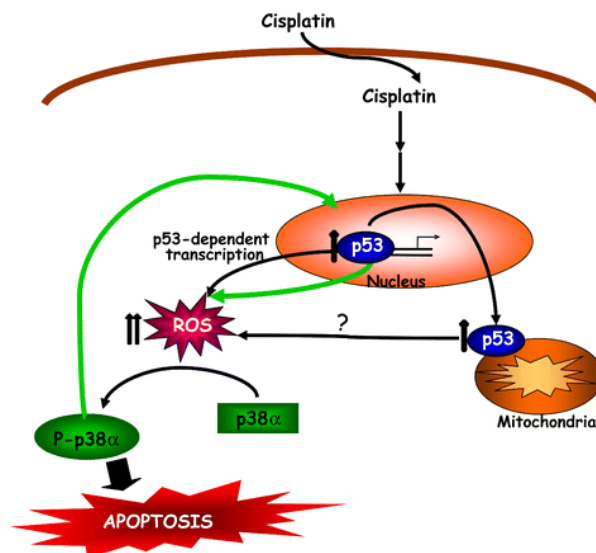 Cisplatin
Cisplatin
p53-dependent
transcription
p53
Nucleus
ROS
?
p53
Mitochondria
p38α
P-p38α
APOPTOSIS